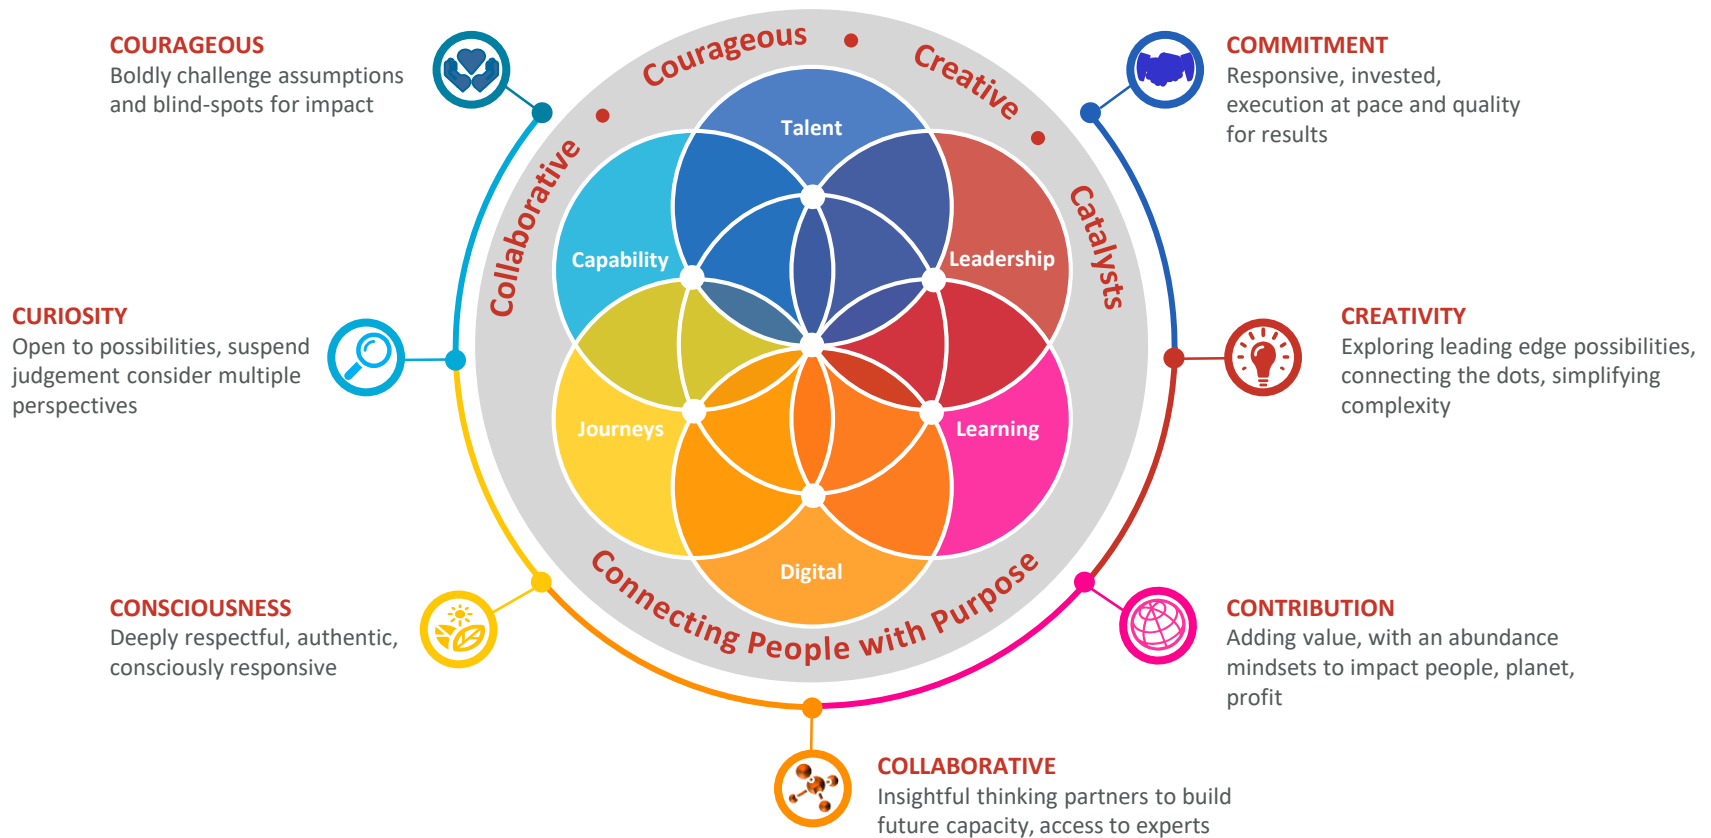 COURAGEOUS
Boldly challenge assumptions
and blind-spots for impact
CURIOSITY
Open to possibilities, suspend
judgement consider multiple
perspectives
CONSCIOUSNESS
Deeply respectful, authentic,
consciously responsive
Collaborative • Courageous • Creative • Catalysts
Talent
Capability
Leadership
Journeys
Learning
Digital
Connecting People with Purpose
COMMITMENT
Responsive, invested,
execution at pace and quality
for results
CREATIVITY
Exploring leading edge possibilities,
connecting the dots, simplifying
complexity
CONTRIBUTION
Adding value, with an abundance
mindsets to impact people, planet,
profit
COLLABORATIVE
Insightful thinking partners to build
future capacity, access to experts